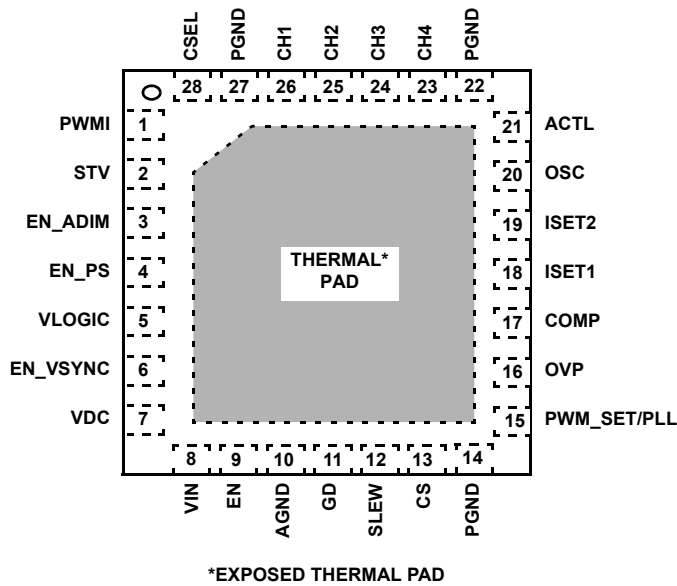 CSEL
PGND
CH1
CH2
CH3
CH4
PGND
28
27
26
25
24
23
22
PWMI
1
21
ACTL
STV
2
20
OSC
EN_ADIM
3
19
ISET2
EN_PS
4
18
ISET1
VLOGIC
5
17
COMP
EN_VSYNC
6
16
OVP
VDC
7
15
PWM_SET/PLL
THERMAL*
PAD
8
9
10
11
12
13
14
VIN
EN
AGND
GD
SLEW
CS
PGND
*EXPOSED THERMAL PAD